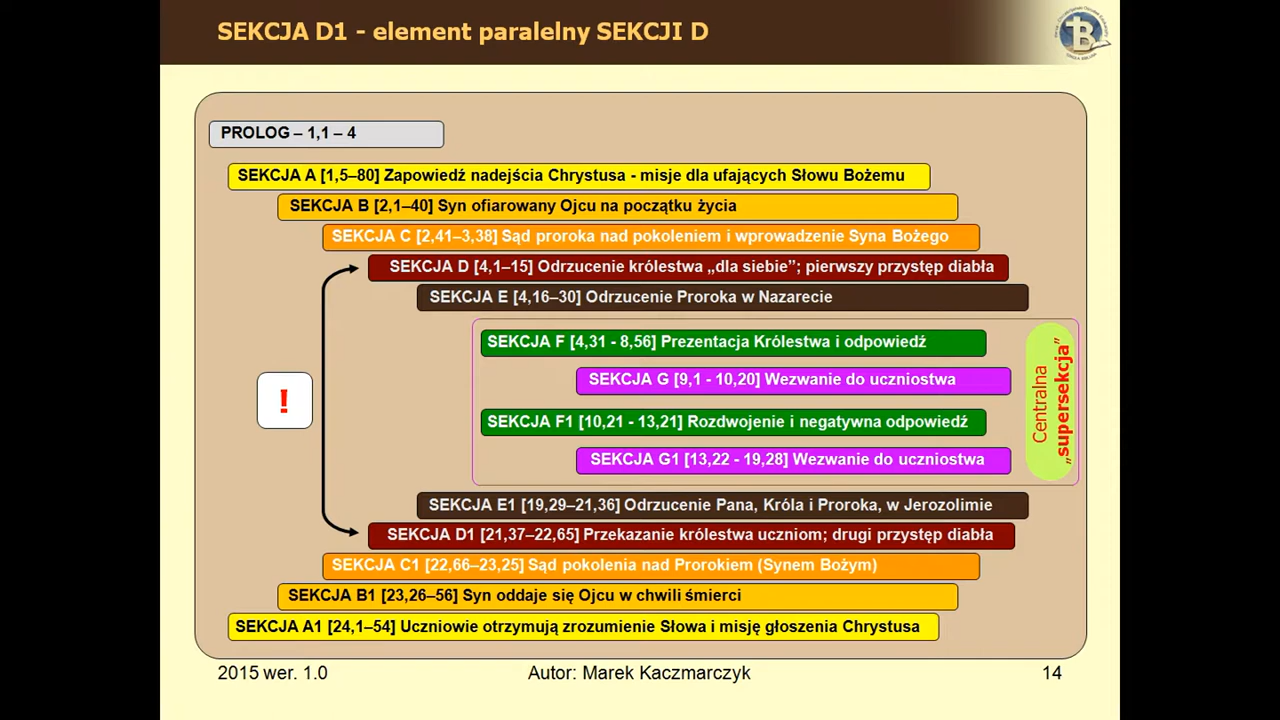 SEKCJA D1 - element paralelny SEKCJI D
PROLOG – 1,1 – 4
SEKCJA A [1,5–80] Zapowiedź nadejścia Chrystusa - misje dla ufających Słowu Bożemu
SEKCJA B [2,1–40] Syn ofiarowany Ojcu na początku życia
SEKCJA C [2,41–3,38] Sąd proroka nad pokoleniem i wprowadzenie Syna Bożego
SEKCJA D [4,1–15] Odrzucenie królestwa „dla siebie”; pierwszy przystęp diabła
SEKCJA E [4,16–30] Odrzucenie Proroka w Nazarecie
SEKCJA F [4,31 - 8,56] Prezentacja Królestwa i odpowiedź
SEKCJA G [9,1 - 10,20] Wezwanie do uczniostwa
SEKCJA F1 [10,21 - 13,21] Rozdwojenie i negatywna odpowiedź
SEKCJA G1 [13,22 - 19,28] Wezwanie do uczniostwa
Centralna
„supersekcja”
!
SEKCJA E1 [19,29–21,36] Odrzucenie Pana, Króla i Proroka, w Jerozolimie
SEKCJA D1 [21,37–22,65] Przekazanie królestwa uczniom; drugi przystęp diabła
SEKCJA C1 [22,66–23,25] Sąd pokolenia nad Prorokiem (Synem Bożym)
SEKCJA B1 [23,26–56] Syn oddaje się Ojcu w chwili śmierci
SEKCJA A1 [24,1–54] Uczniowie otrzymują zrozumienie Słowa i misję głoszenia Chrystusa
2015 wer. 1.0
Autor: Marek Kaczmarczyk
14